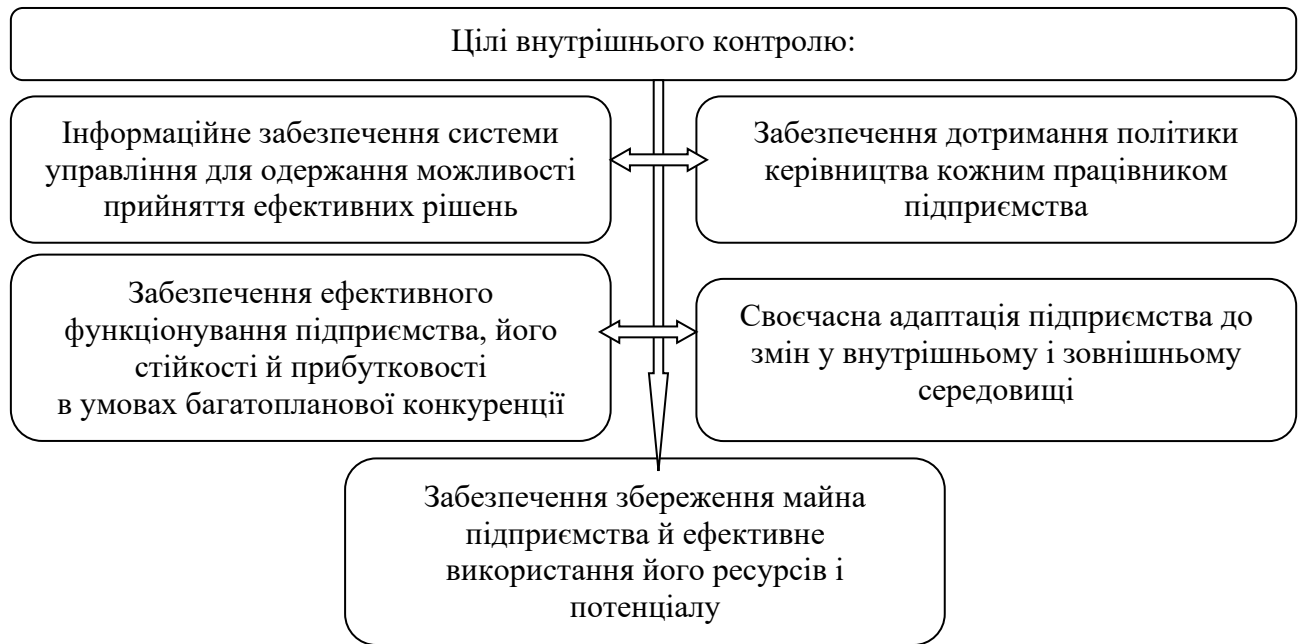 Цілі внутрішнього контролю:
Інформаційне забезпечення системи
управління для одержання можливості
прийняття ефективних рішень
Забезпечення дотримання політики
керівництва кожним працівником
підприємства
Забезпечення ефективного
функціонування підприємства, його
стійкості й прибутковості
в умовах багатопланової конкуренції
Своєчасна адаптація підприємства до
змін у внутрішньому і зовнішньому
середовищі
Забезпечення збереження майна
підприємства й ефективне
використання його ресурсів і
потенціалу